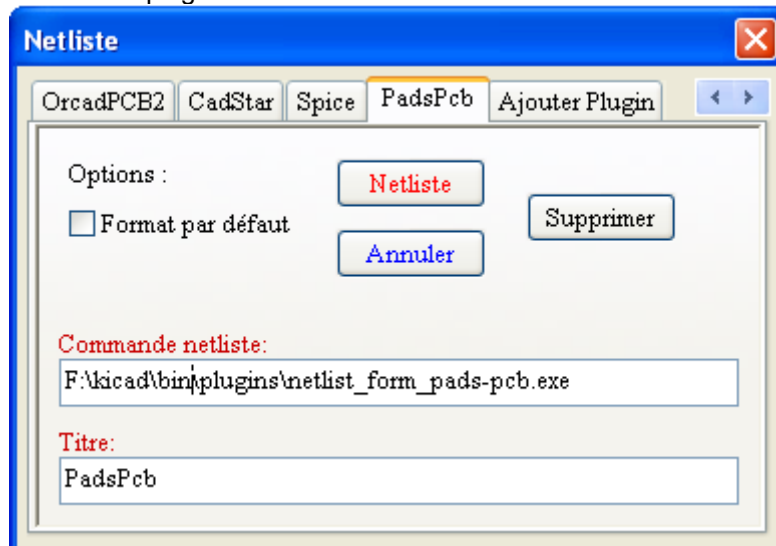 Netliste
OrcadPCB2 CadStar Spice PadsPcb Ajouter Plugin
Options :
Netliste
Format par défaut
Supprimer
Annuler
Commande netliste:
F:\kicad\bin\plugins\netlist_form_pads-pcb.exe
Titre:
PadsPcb